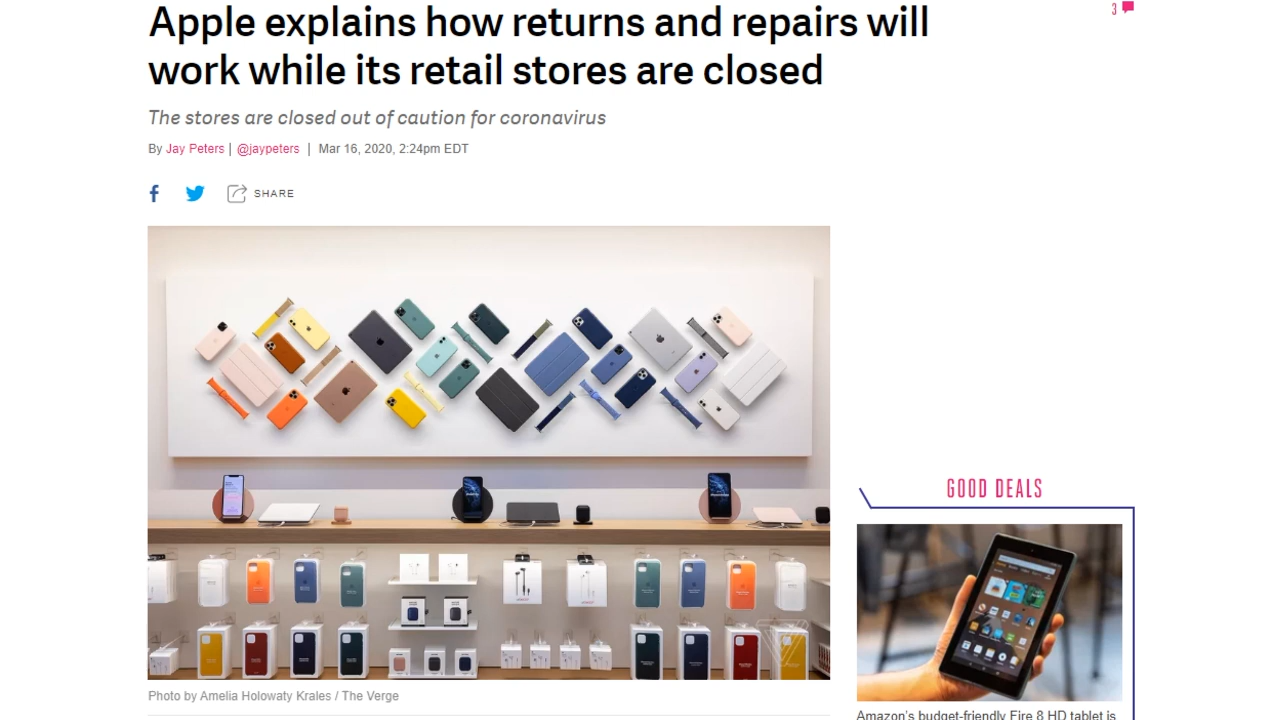 Apple explains how returns and repairs will
work while its retail stores are closed
3
The stores are closed out of caution for coronavirus
By Jay Peters | @jaypeters | Mar 16, 2020, 2:24pm EDT
SHARE
Photo by Amelia Holowaty Krales / The Verge
GOOD DEALS
Amazon's budget-friendly Fire 8 HD tablet is